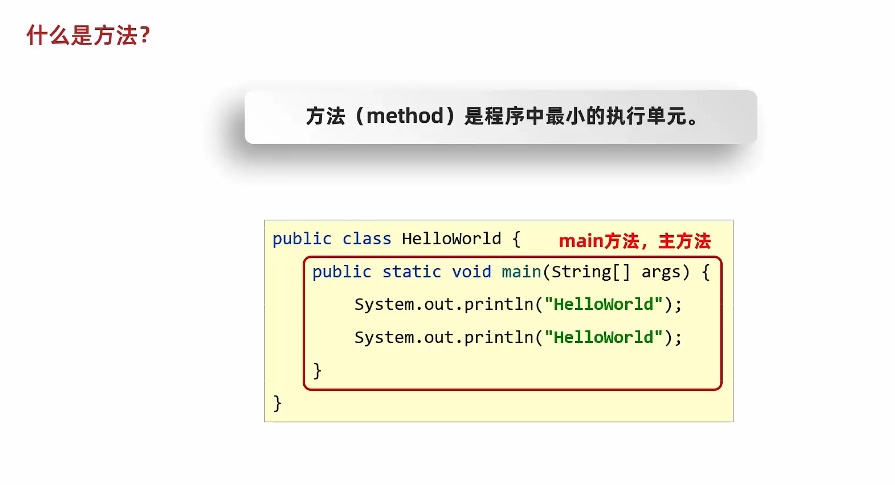 什么是方法？
方法（method）是程序中最小的执行单元。
public class HelloWorld { main方法，主方法
public static void main(String[] args) {
System.out.println("HelloWorld");
System.out.println("HelloWorld");
}
}